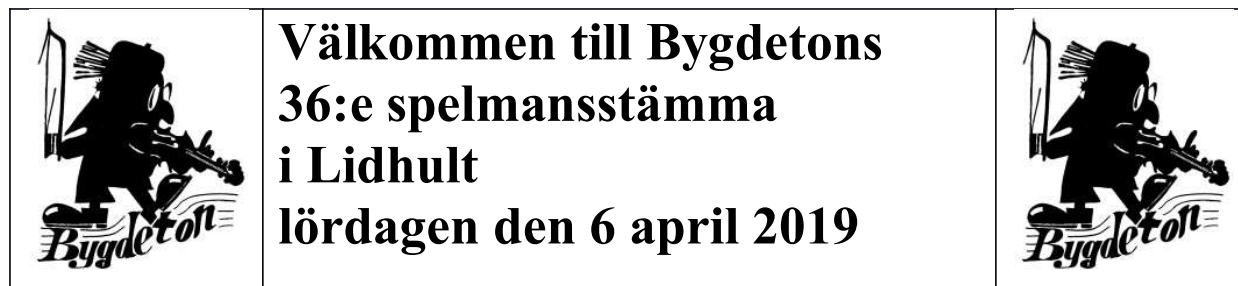 Bygdeton
Välkommen till Bygdetons
36:e spelmansstämma
i Lidhult
lördagen den 6 april 2019
Bygdeton